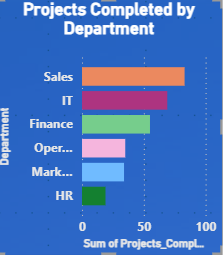 Projects Completed by
Department
Department
Sales
IT
Finance
Oper...
Mark...
HR
0 50 100
Sum of Projects_Compl...